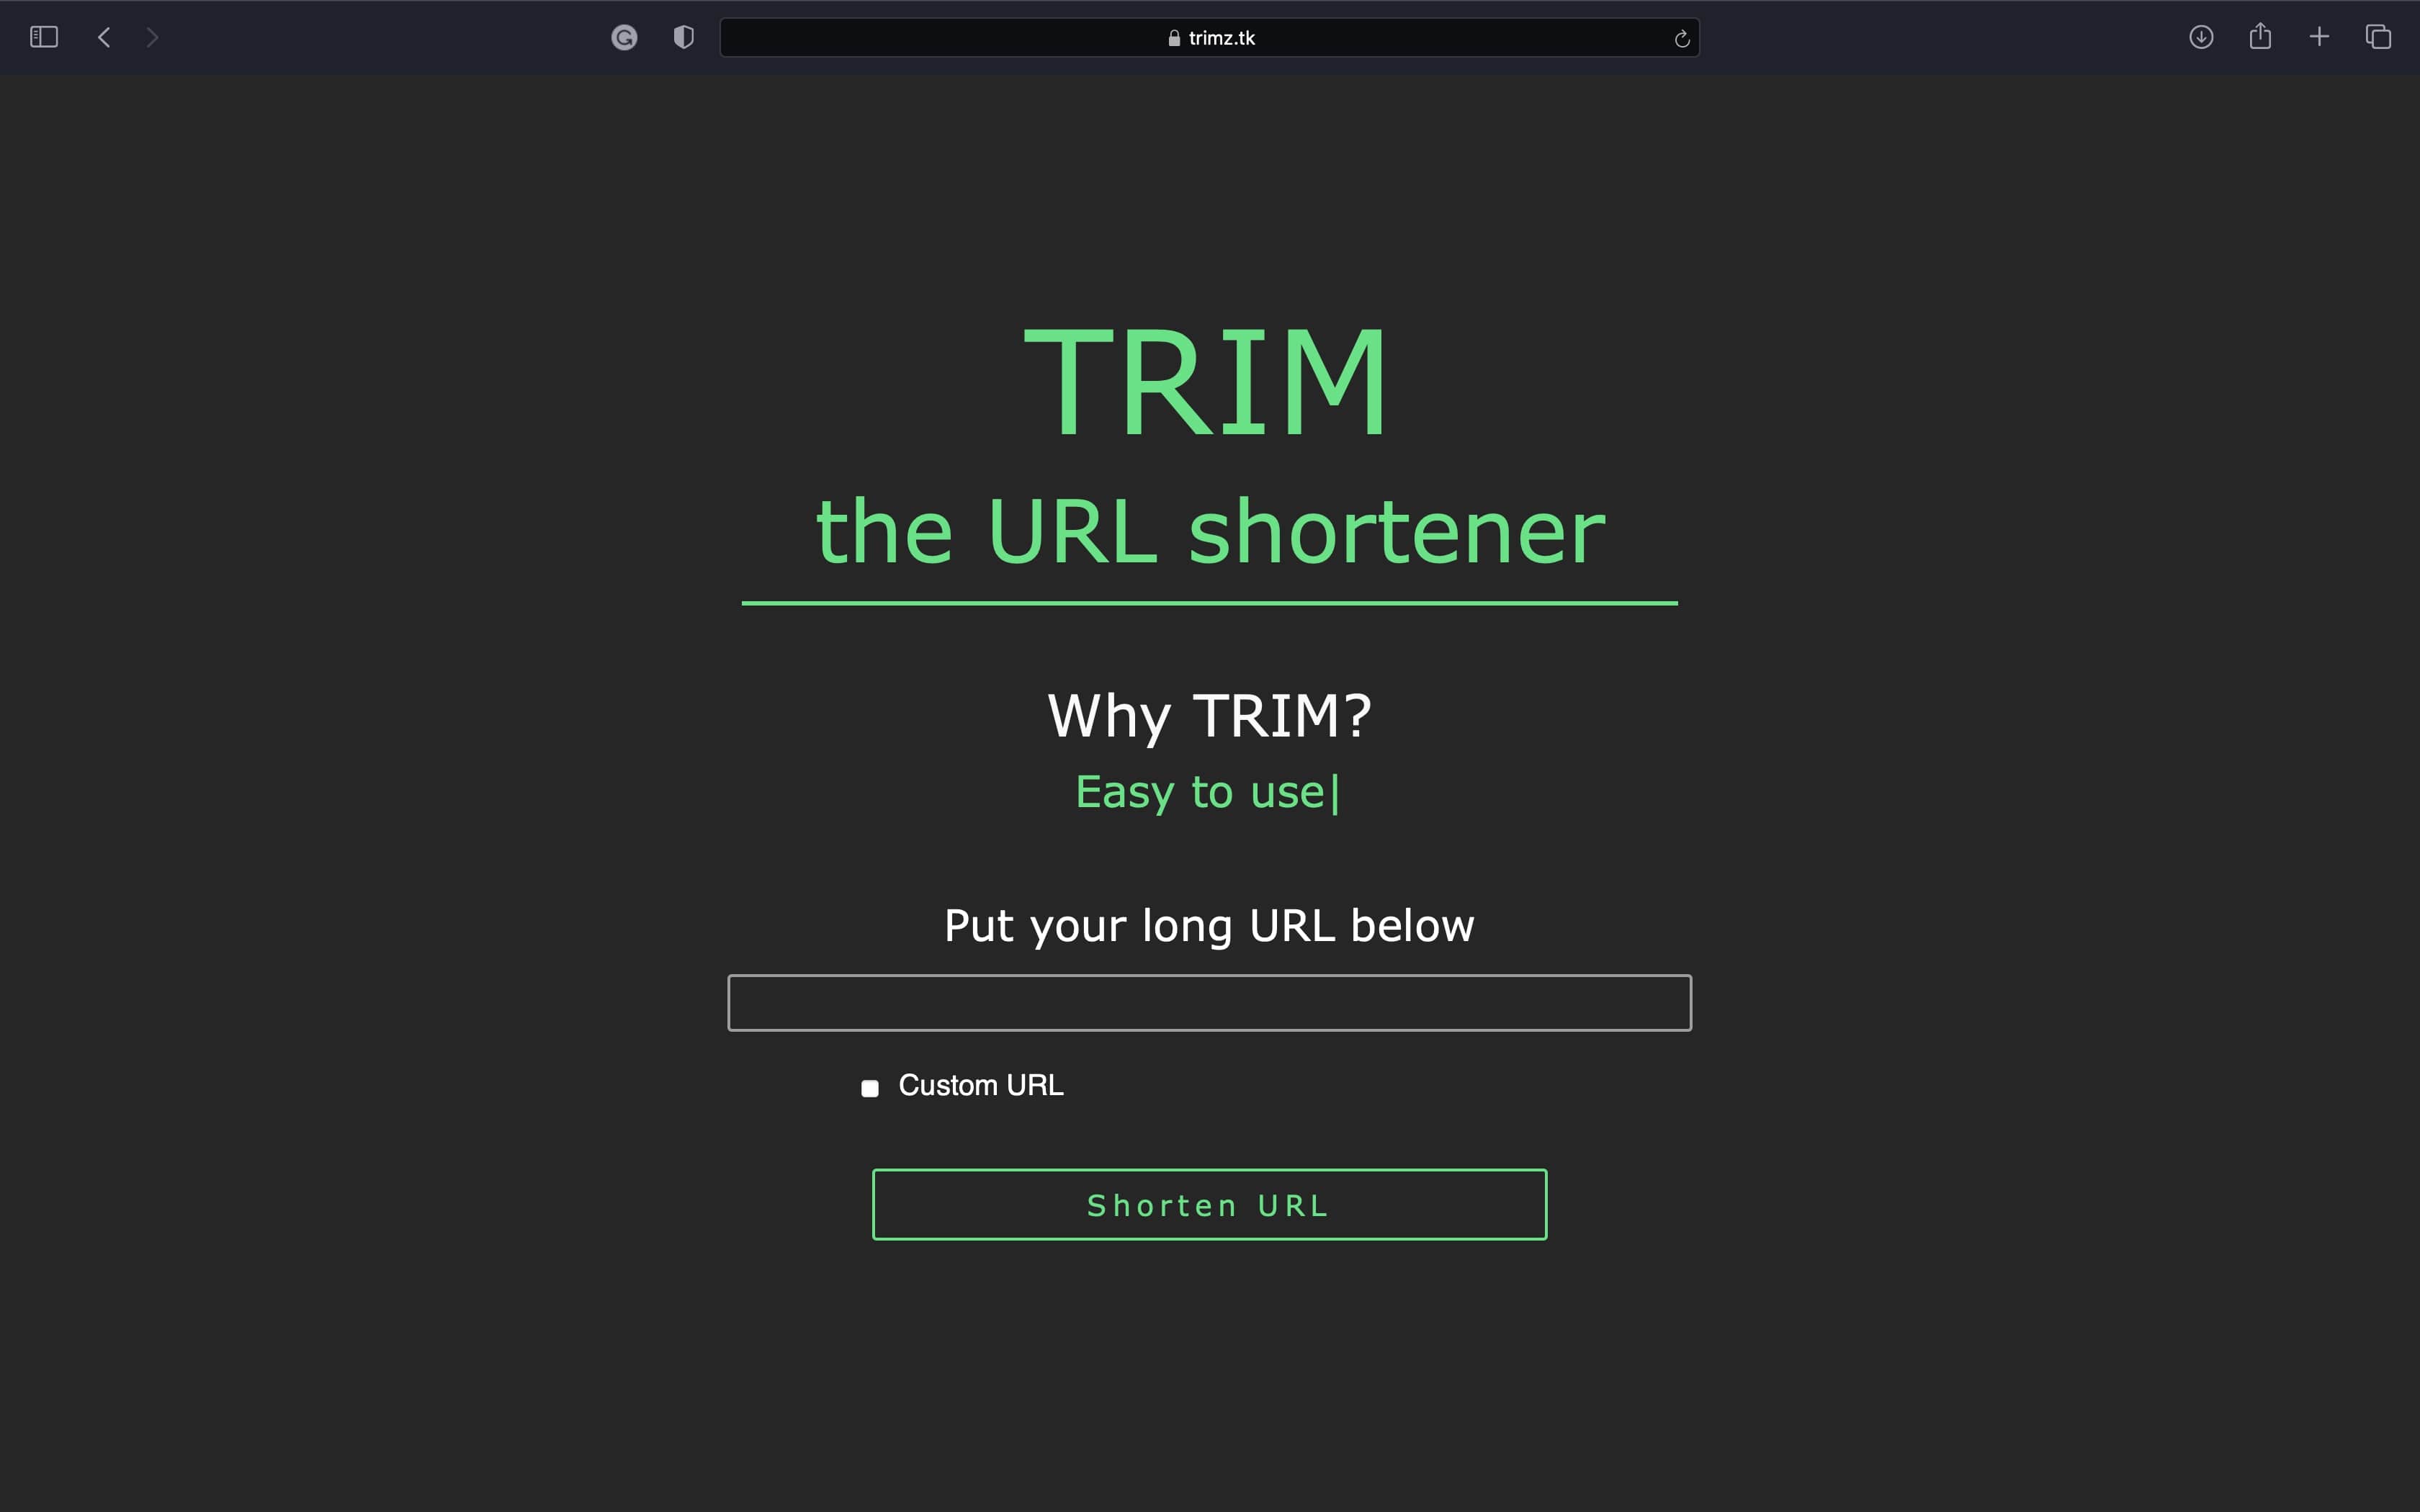 trimz.tk
TRIM
the URL shortener
Why TRIM?
Easy to use|
Put your long URL below
Custom URL
Shorten URL